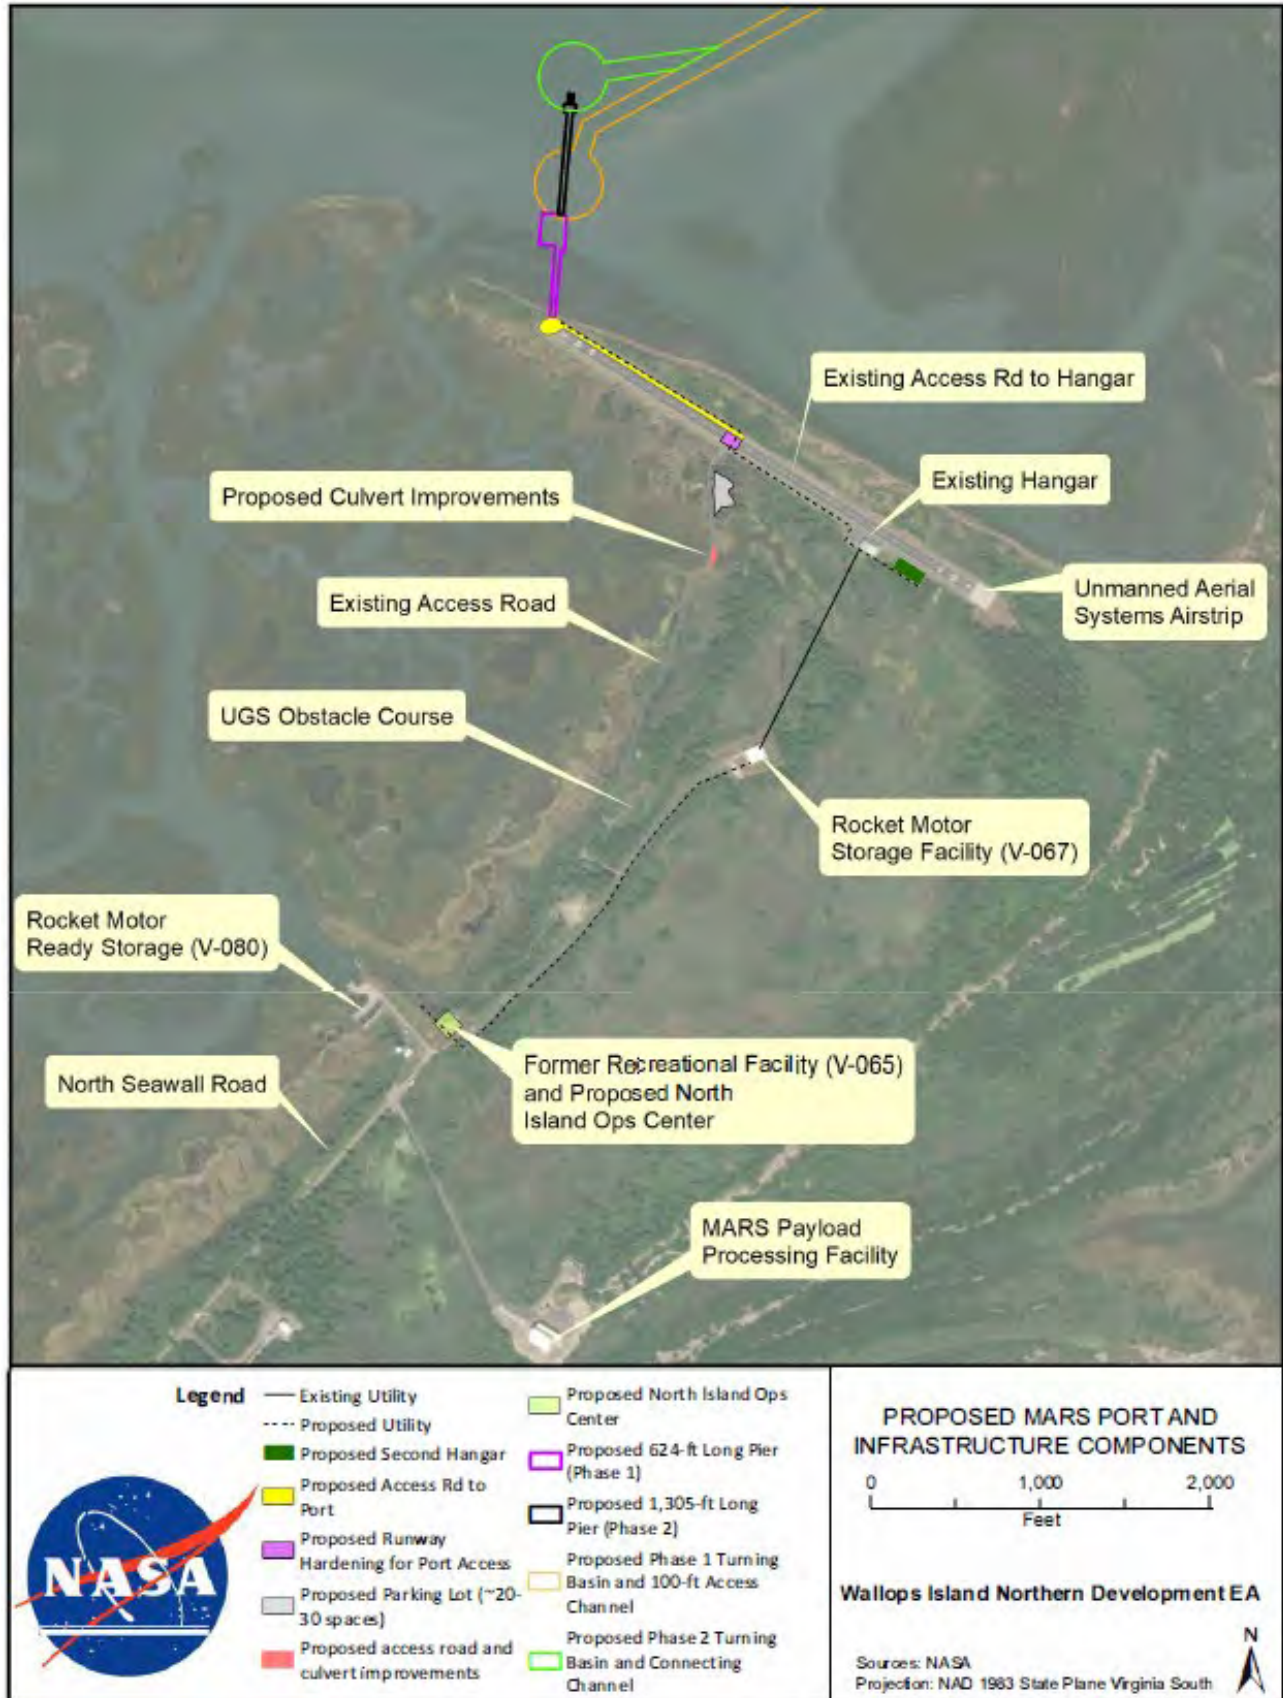 Existing Access Rd to Hangar
Existing Hangar
Proposed Culvert Improvements
Unmanned Aerial
Systems Airstrip
Existing Access Road
UGS Obstacle Course
Rocket Motor
Storage Facility (V-067)
Rocket Motor
Ready Storage (V-080)
Former Recreational Facility (V-065)
and Proposed North
Island Ops Center
North Seawall Road
MARS Payload
Processing Facility
Legend
Existing Utility
Proposed Utility
Proposed Second Hangar
Proposed Access Rd to
Port
Proposed Runway
Hardening for Port Access
Proposed Parking Lot (~20-
30 spaces)
Proposed access road and
culvert improvements
Proposed North Island Ops
Center
Proposed 624-ft Long Pier
(Phase 1)
Proposed 1,305-ft Long
Pier (Phase 2)
Proposed Phase 1 Turning
Basin and 100-ft Access
Channel
Proposed Phase 2 Turning
Basin and Connecting
Channel
NASA
PROPOSED MARS PORT AND
INFRASTRUCTURE COMPONENTS
0 1,000 2,000
Feet
Wallops Island Northern Development EA
N
Sources: NASA
Projection: NAD 1983 State Plane Virginia South